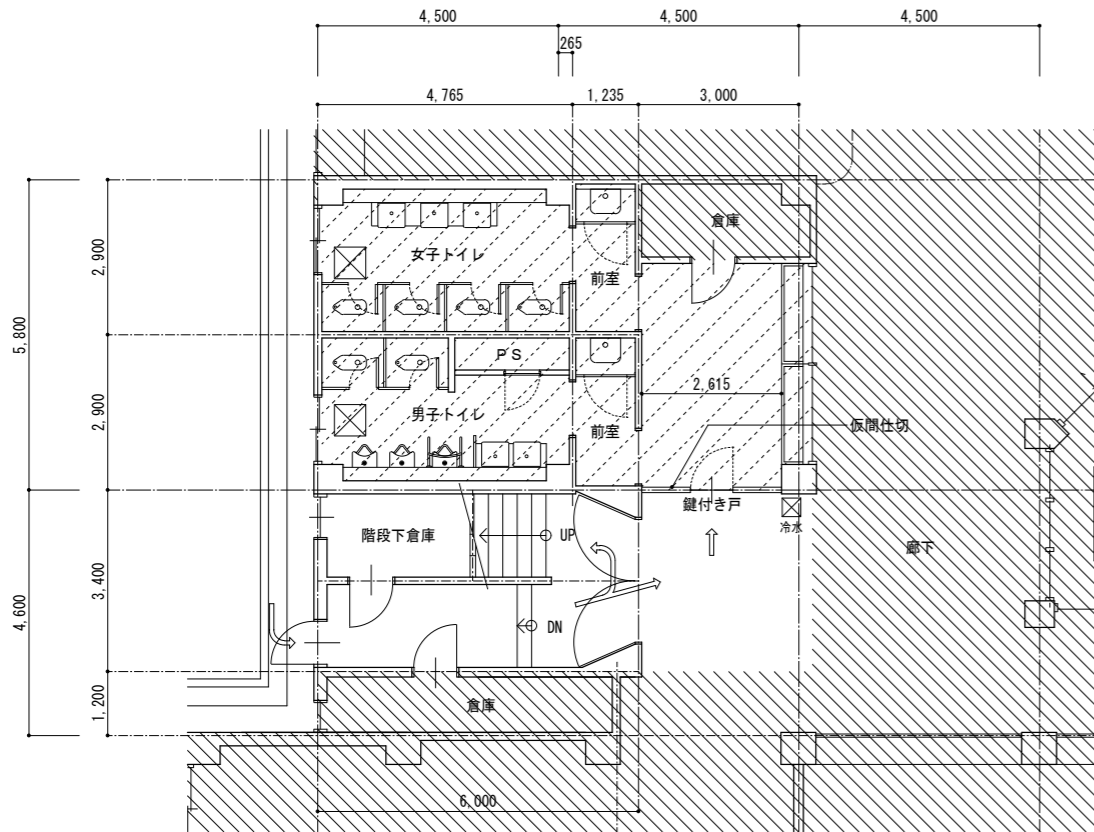 4,500
4,500
4,500
265
4,765
1,235
3,000
倉庫
女子トイレ
前室
2,900
5,800
PS
2,615
2,900
男子トイレ
前室
仮間仕切
鍵付き戸
冷水
階段下倉庫
UP
廊下
3,400
4,600
DN
倉庫
1,200
6,000